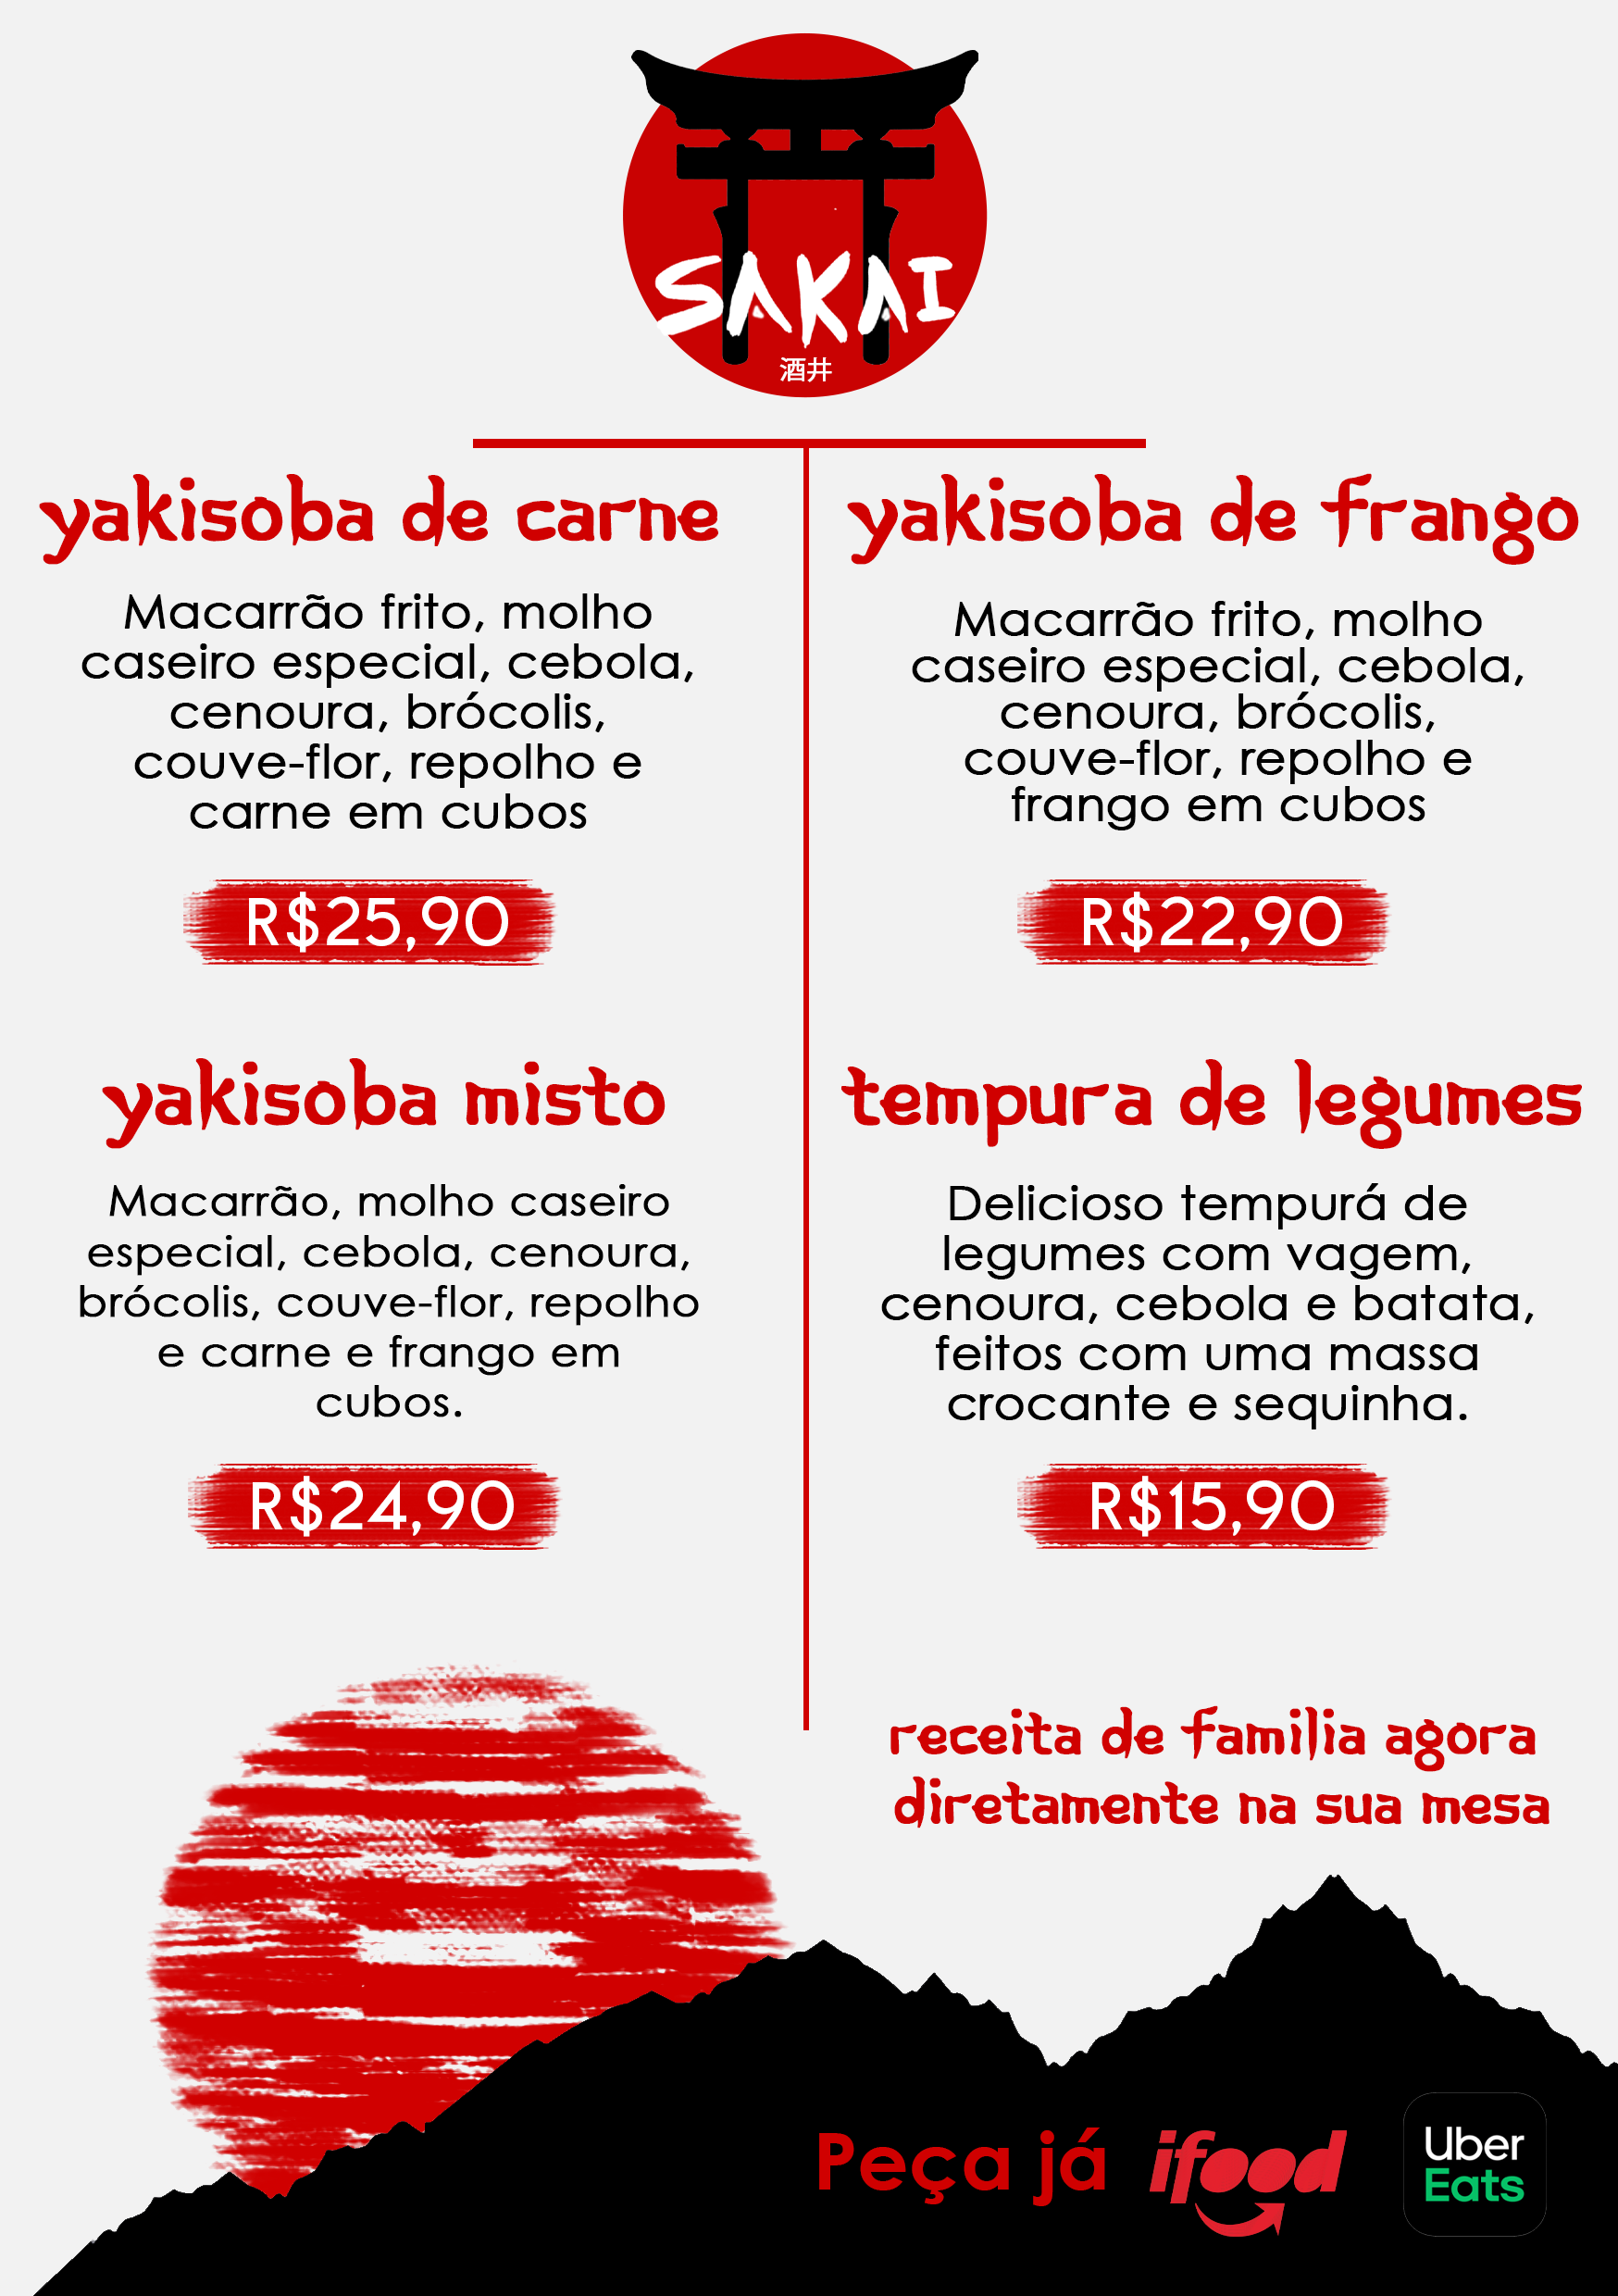 SAKAI
酒井
yakisoba de carne
Macarrão frito, molho
caseiro especial, cebola,
cenoura, brócolis,
couve-flor, repolho e
carne em cubos
R$25,90
yakisoba de frango
Macarrão frito, molho
caseiro especial, cebola,
cenoura, brócolis,
couve-flor, repolho e
frango em cubos
R$22,90
yakisoba misto
Macarrão, molho caseiro
especial, cebola, cenoura,
brócolis, couve-flor, repolho
e carne e frango em
cubos.
R$24,90
tempura de legumes
Delicioso tempurá de
legumes com vagem,
cenoura, cebola e batata,
feitos com uma massa
crocante e sequinha.
R$15,90
receita de familia agora
diretamente na sua mesa
Peça já
ifood
Uber
Eats